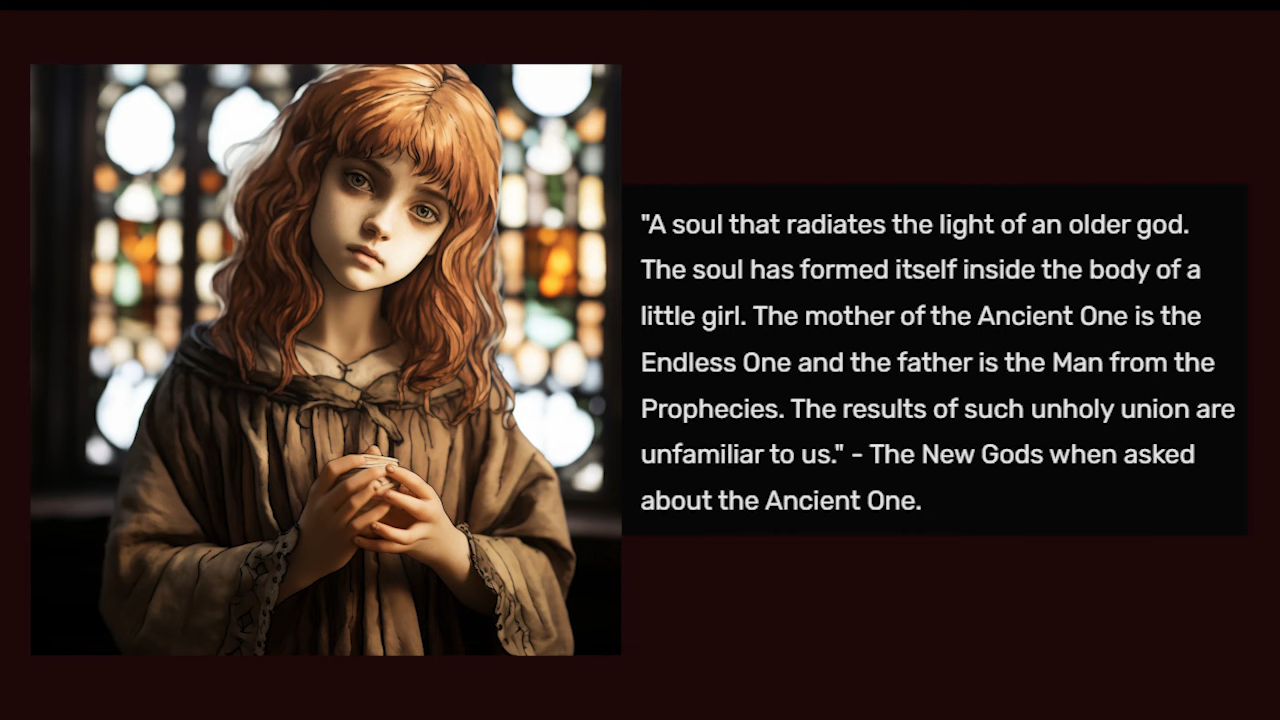 "A soul that radiates the light of an older god.
The soul has formed itself inside the body of a
little girl. The mother of the Ancient One is the
Endless One and the father is the Man from the
Prophecies. The results of such unholy union are
unfamiliar to us." - The New Gods when asked
about the Ancient One.